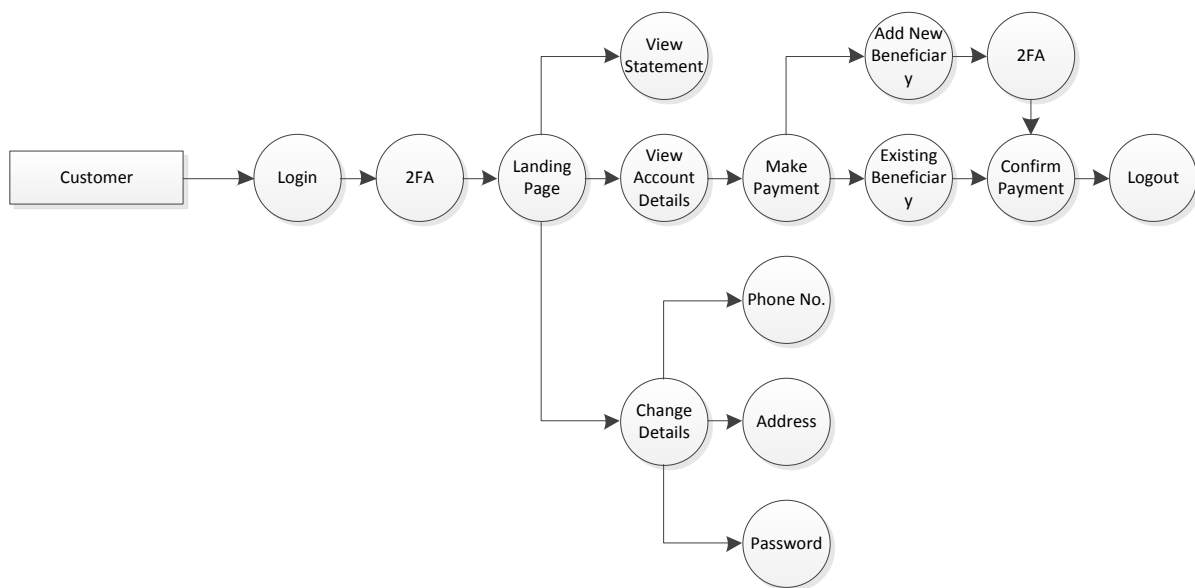 View
Statement
Add New
Beneficiar
y
2FA
Customer
Login
2FA
Landing
Page
View
Account
Details
Make
Payment
Existing
Beneficiar
y
Confirm
Payment
Logout
Phone No.
Change
Details
Address
Password